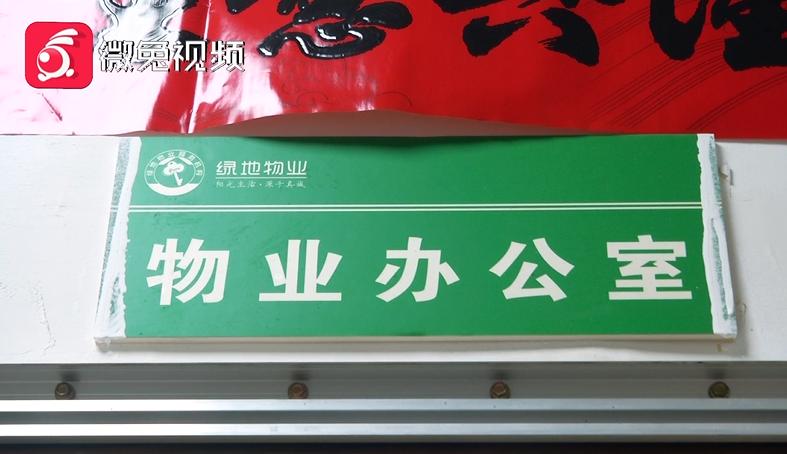 微兔视频
绿地物业
阳光生活·源于真诚
物业办公室